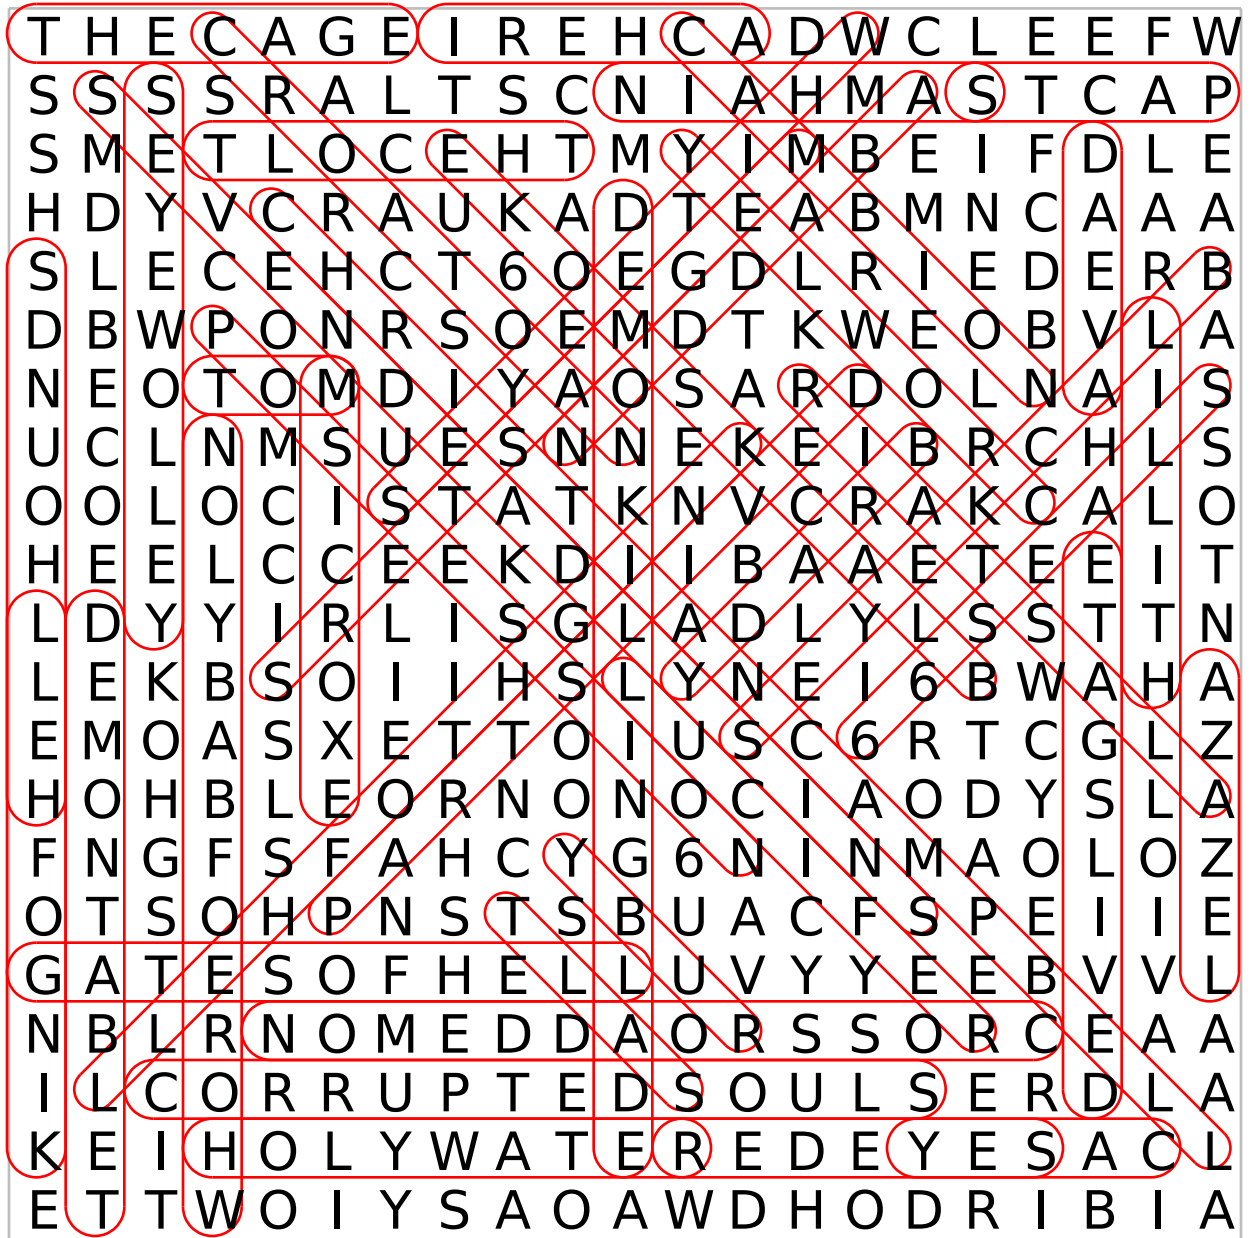 T H E C A G E I R E H C A D W C L E E F W
S S S S R A L T S C N I A H M A S T C A P
S M E T L O C E H T M Y I M B E I F D L E
H D Y V C R A U K A D T E A B M N C A A A
S L E C E H C T 6 O E G D L R I E D E R B
D B W P O N R S O E M D T K W E O B V L A
N E O T O M D I Y A O S A R D O L N A I S
U C L N M S U E S N N E K E I B R C H L S
O O L O C I S T A T K N V C R A K C A L O
H E E L C C E E K D I I B A A E T E E I T
L D Y Y I R L I S G L A D L Y L S S T T N
L E K B S O I I H S L Y N E I 6 B W A H A
E M O A S X E T T O I U S C 6 R T C G L Z
H O H B L E O R N O N O C I A O D Y S L A
F N G F S F A H C Y G 6 N I N M A O L O Z
O T S O H P N S T S B U A C F S P E I I E
G A T E S O F H E L L U V Y Y E E B V V L
N B L R N O M E D D A O R S S O R C E A A
I L C O R R U P T E D S O U L S E R D L A
K E I H O L Y W A T E R E D E Y E S A C L
E T T W O I Y S A O A W D H O D R I B I A